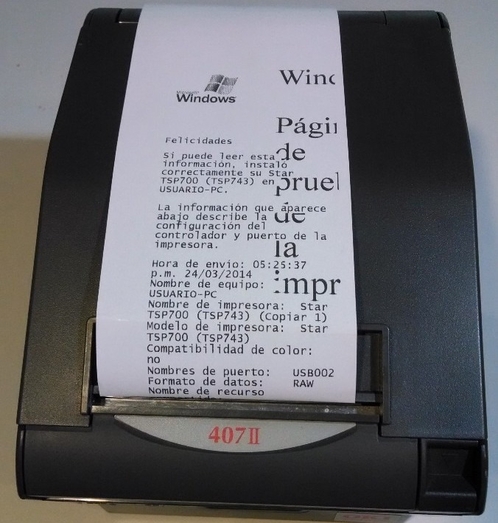 Windows
Wind
Págin
de
prueb
de
la
impr
Felicidades
Si puede leer esta
información, instaló
correctamente su Star
TSP700 (TSP743) en
USUARIO-PC.
La información que aparece
abajo describe la
configuración del
controlador y puerto de la
impresora.
Hora de envío: 05:25:37
p.m. 24/03/2014
Nombre de equipo:
USUARIO-PC
Nombre de impresora: Star
TSP700 (TSP743) (Copiar 1)
Modelo de impresora: Star
TSP700 (TSP743)
Compatibilidad de color:
no
Nombres de puerto: USB002
Formato de datos: RAW
Nombre de recurso
407II